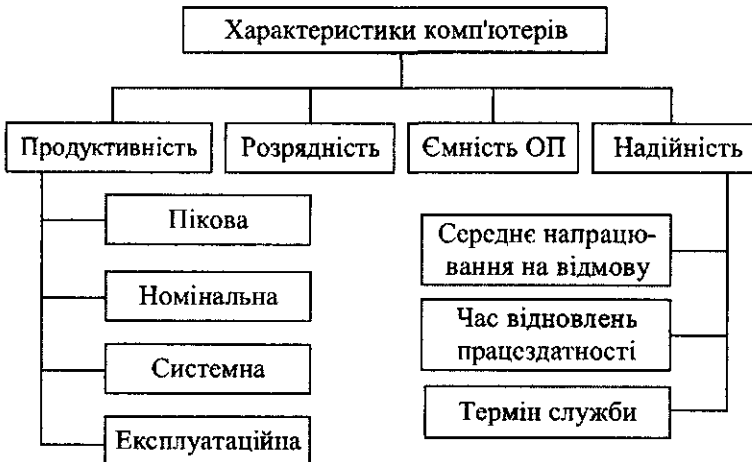 Характеристики комп'ютерів
Продуктивність
Розрядність
Ємність ОП
Надійність
Пікова
Номінальна
Системна
Експлуатаційна
Середнє напрацю-
вання на відмову
Час відновлень
працездатності
Термін служби